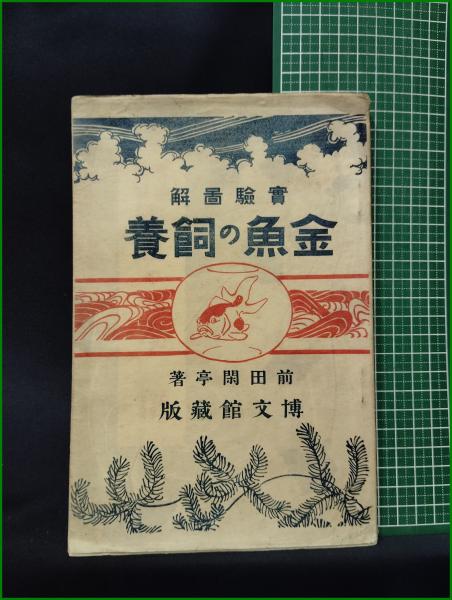 實驗圖解
金魚の飼養
前田閑亭著
博文館藏版